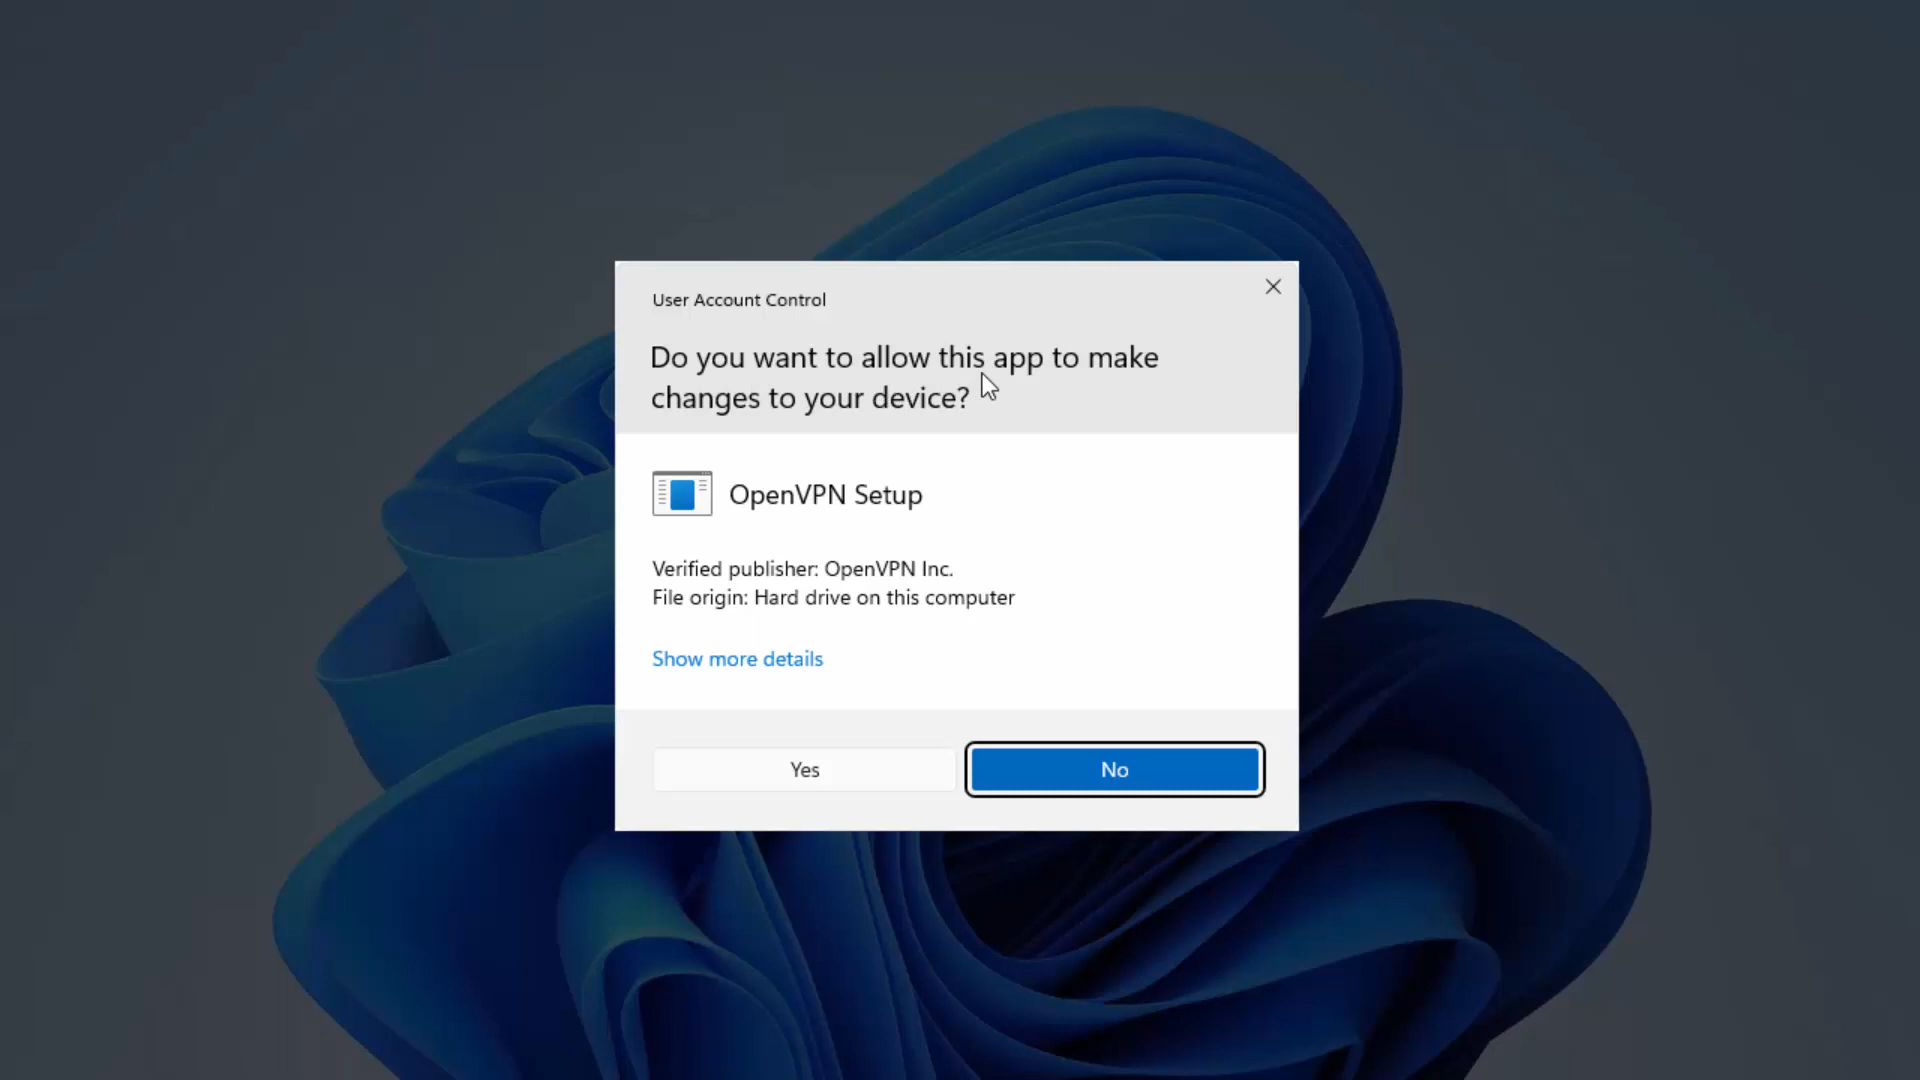 User Account Control
Do you want to allow this app to make
changes to your device?
OpenVPN Setup
Verified publisher: OpenVPN Inc.
File origin: Hard drive on this computer
Show more details
Yes
No